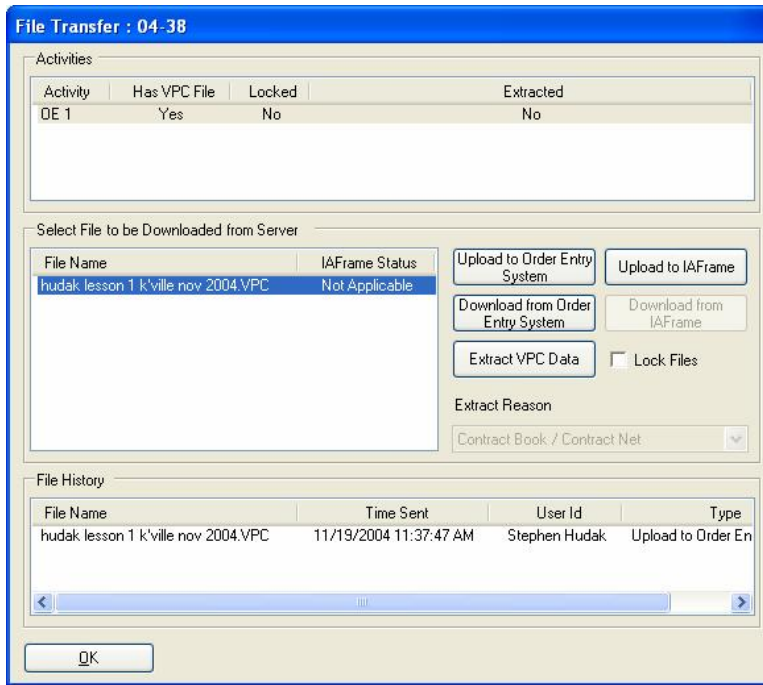 File Transfer : 04-38
Activities
Activity Has VPC File Locked Extracted
OE 1 Yes No No
Select File to be Downloaded from Server
File Name IAFrame Status
hudak lesson 1 k'ville nov 2004.VPC Not Applicable
Upload to Order Entry
System
Upload to IAFrame
Download from Order
Entry System
Download from
IAFrame
Extract VPC Data
Lock Files
Extract Reason
Contract Book / Contract Net
File History
File Name Time Sent User Id Type
hudak lesson 1 k'ville nov 2004.VPC 11/19/2004 11:37:47 AM Stephen Hudak Upload to Order En
OK